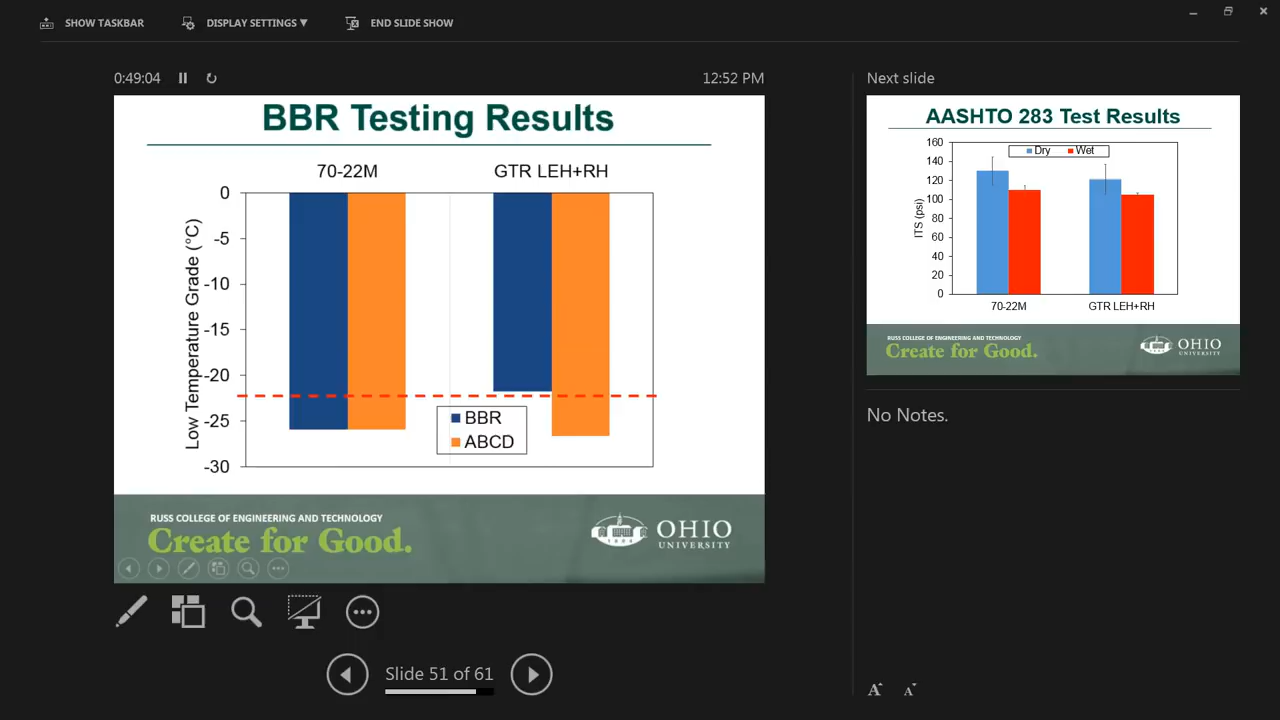 SHOW TASKBAR
DISPLAY SETTINGS ▼
END SLIDE SHOW
0:49:04
12:52 PM
BBR Testing Results
70-22M
GTR LEH+RH
Low Temperature Grade (°C)
0
-5
-10
-15
-20
-25
-30
BBR
ABCD
RUSS COLLEGE OF ENGINEERING AND TECHNOLOGY
Create for Good.
OHIO
UNIVERSITY
Slide 51 of 61
Next slide
AASHTO 283 Test Results
Dry
Wet
ITS (psi)
160
140
120
100
80
60
40
20
0
70-22M
GTR LEH+RH
RUSS COLLEGE OF ENGINEERING AND TECHNOLOGY
Create for Good.
OHIO
UNIVERSITY
No Notes.
A
A